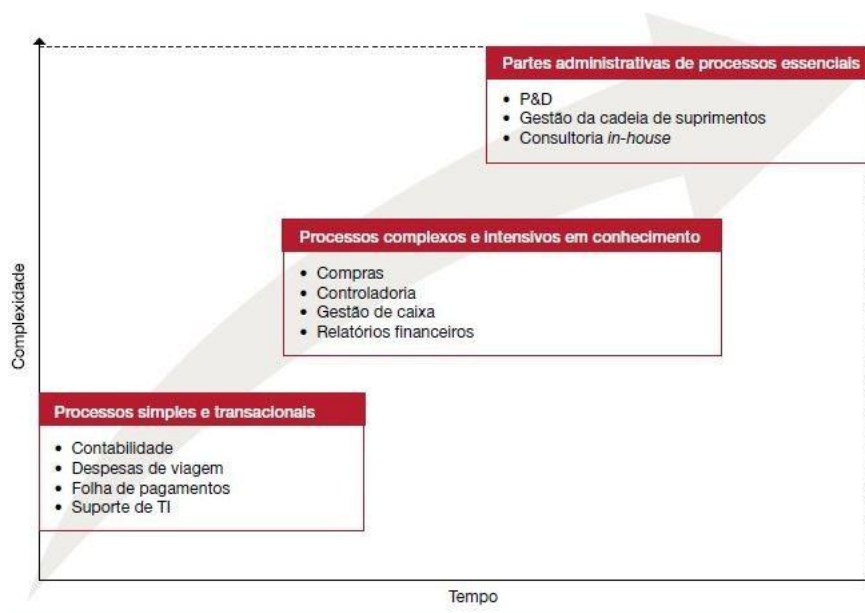 Partes administrativas de processos essenciais
• P&D
• Gestão da cadeia de suprimentos
• Consultoria in-house
Processos complexos e intensivos em conhecimento
• Compras
• Controladoria
• Gestão de caixa
• Relatórios financeiros
Complexidade
Processos simples e transacionais
• Contabilidade
• Despesas de viagem
• Folha de pagamentos
• Suporte de TI
Tempo